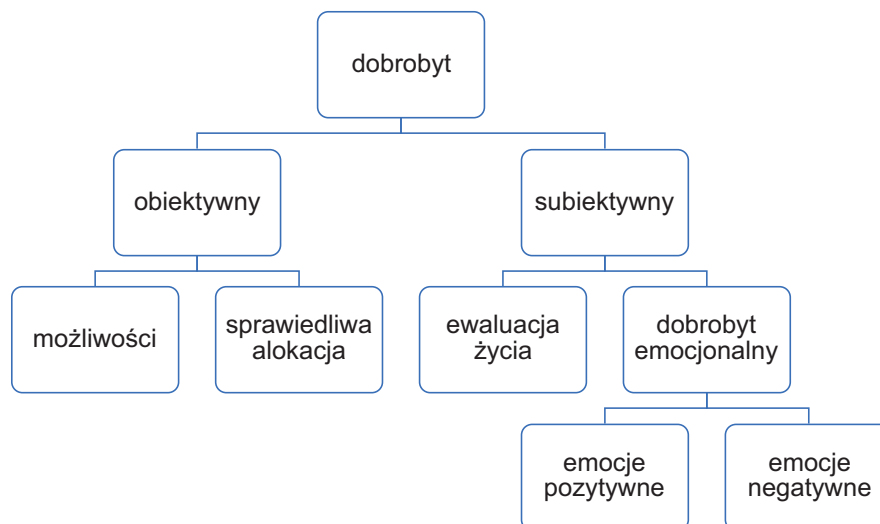 dobrobyt
obiektywny
subiektywny
możliwości
sprawiedliwa
alokacja
ewaluacja
życia
dobrobyt
emocjonalny
emocje
pozytywne
emocje
negatywne